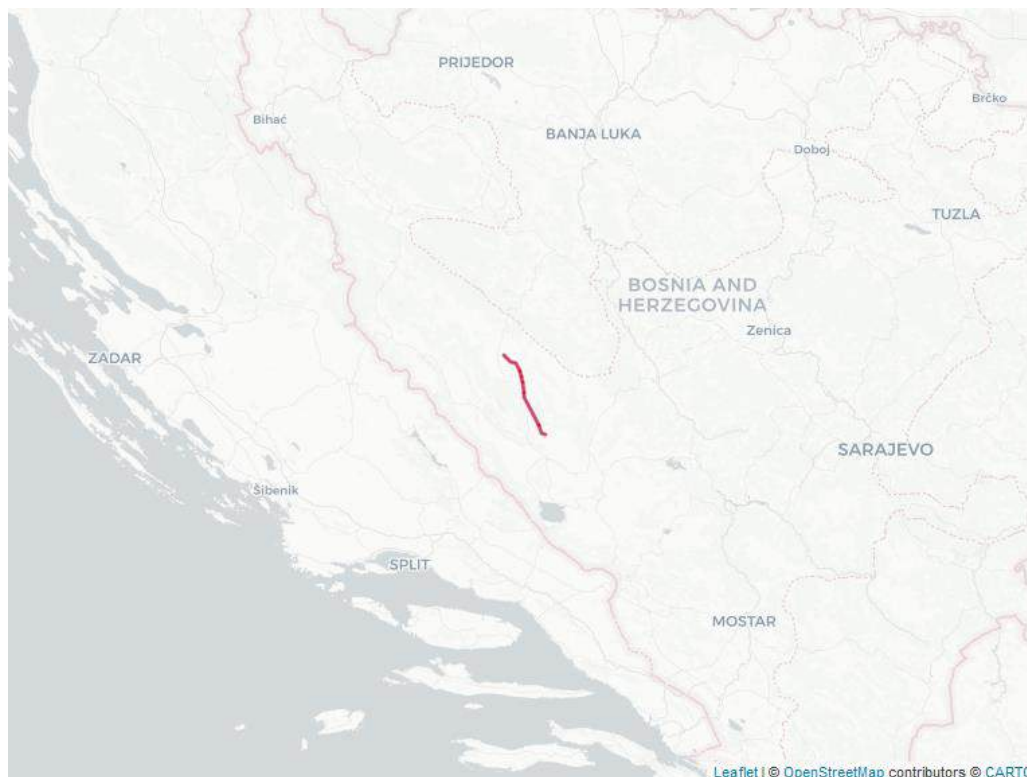 PRIJEDOR
Brčko
Bihać
BANJA LUKA
Doboj
TUZLA
BOSNIA AND
HERZEGOVINA
Zenica
ZADAR
SARAJEVO
Šibenik
SPLIT
MOSTAR
Leaflet | © OpenStreetMap contributors © CARTO